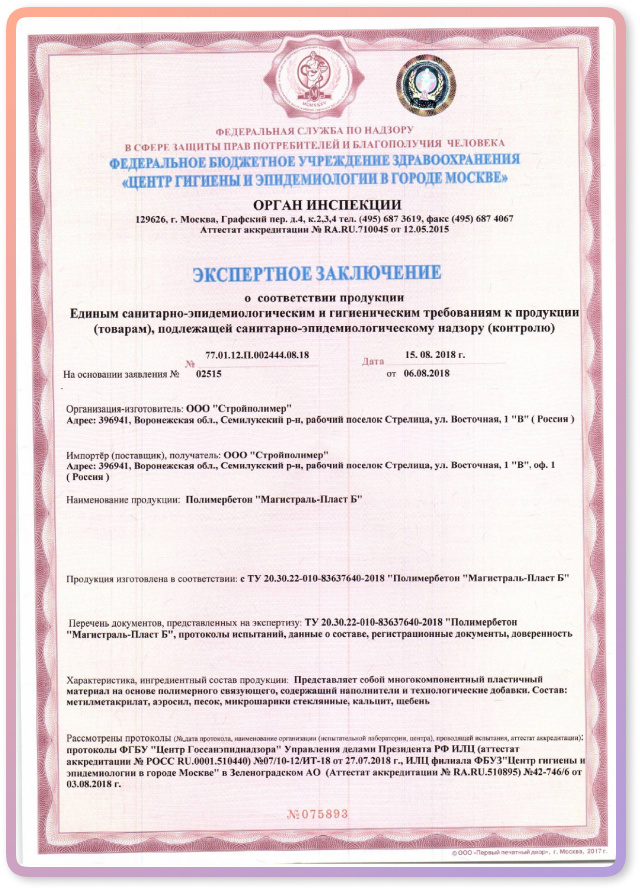 ФЕДЕРАЛЬНАЯ СЛУЖБА ПО НАДЗОРУ
В СФЕРЕ ЗАЩИТЫ ПРАВ ПОТРЕБИТЕЛЕЙ И БЛАГОПОЛУЧИЯ ЧЕЛОВЕКА
ФЕДЕРАЛЬНОЕ БЮДЖЕТНОЕ УЧРЕЖДЕНИЕ ЗДРАВООХРАНЕНИЯ
«ЦЕНТР ГИГИЕНЫ И ЭПИДЕМИОЛОГИИ В ГОРОДЕ МОСКВЕ»
ОРГАН ИНСПЕКЦИИ
129626, г. Москва, Графский пер. д.4, к.2,3,4 тел. (495) 687 3619, факс (495) 687 4067
Аттестат аккредитации № RA.RU.710045 от 12.05.2015
ЭКСПЕРТНОЕ ЗАКЛЮЧЕНИЕ
о соответствии продукции
Единым санитарно-эпидемиологическим и гигиеническим требованиям к продукции
(товарам), подлежащей санитарно-эпидемиологическому надзору (контролю)
№ 77.01.12.П.002444.08.18 Дата 15. 08. 2018 г.
На основании заявления № 02515 от 06.08.2018
Организация-изготовитель: ООО "Стройполимер"
Адрес: 396941, Воронежская обл., Семилукский р-н, рабочий поселок Стрелица, ул. Восточная, 1 "В" ( Россия )
Импортёр (поставщик), получатель: ООО "Стройполимер"
Адрес: 396941, Воронежская обл., Семилукский р-н, рабочий поселок Стрелица, ул. Восточная, 1 "В", оф. 1
( Россия )
Наименование продукции: Полимербетон "Магистраль-Пласт Б"
Продукция изготовлена в соответствии: с ТУ 20.30.22-010-83637640-2018 "Полимербетон "Магистраль-Пласт Б"
Перечень документов, представленных на экспертизу: ТУ 20.30.22-010-83637640-2018 "Полимербетон
"Магистраль-Пласт Б", протоколы испытаний, данные о составе, регистрационные документы, доверенность
Характеристика, ингредиентный состав продукции: Представляет собой многокомпонентный пластичный
материал на основе полимерного связующего, содержащий наполнители и технологические добавки. Состав:
метилметакрилат, аэросил, песок, микрошарики стеклянные, кальцит, щебень
Рассмотрены протоколы (№,дата протокола, наименование организации (испытательной лаборатории, центра), проводящей испытания, аттестат аккредитации):
протоколы ФГБУ "Центр Госсанэпиднадзора" Управления делами Президента РФ ИЛЦ (аттестат
аккредитации № РОСС RU.0001.510440) №07/10-12/ИТ-18 от 27.07.2018 г., ИЛЦ филиала ФБУЗ"Центр гигиены и
эпидемиологии в городе Москве" в Зеленоградском АО (Аттестат аккредитации № RA.RU.510895) №42-746/6 от
03.08.2018 г.
№075893
© ООО «Первый печатный двор», г. Москва, 2017 г.